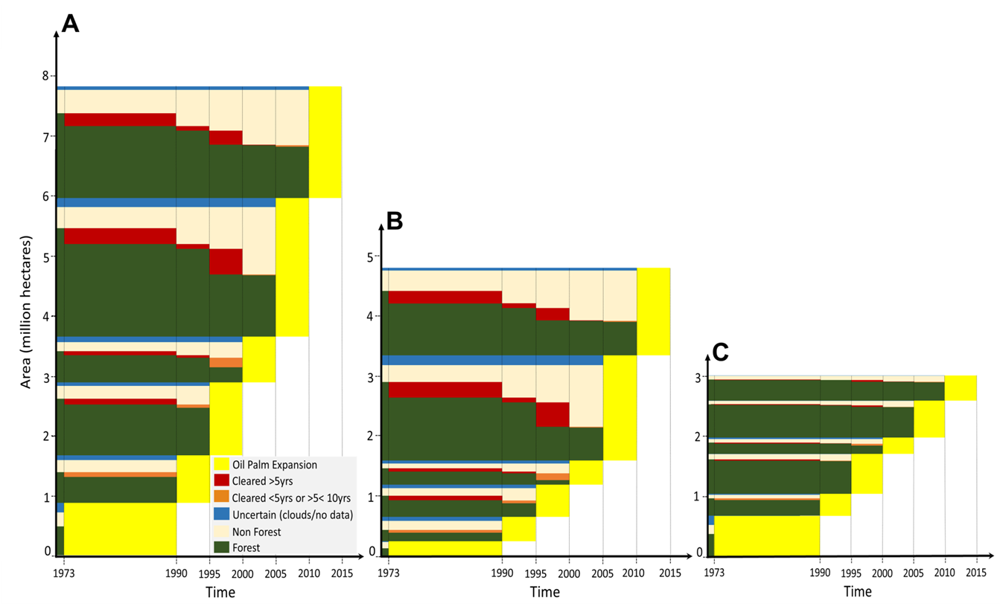 A
Area (million hectares)
8
7
6
5
4
3
2
1
0
1973 1990 1995 2000 2005 2010 2015
Time
Oil Palm Expansion
Cleared >5yrs
Cleared <5yrs or >5< 10yrs
Uncertain (clouds/no data)
Non Forest
Forest
B
5
4
3
2
1
0
1973 1990 1995 2000 2005 2010 2015
Time
C
3
2
1
0
1973 1990 1995 2000 2005 2010 2015
Time